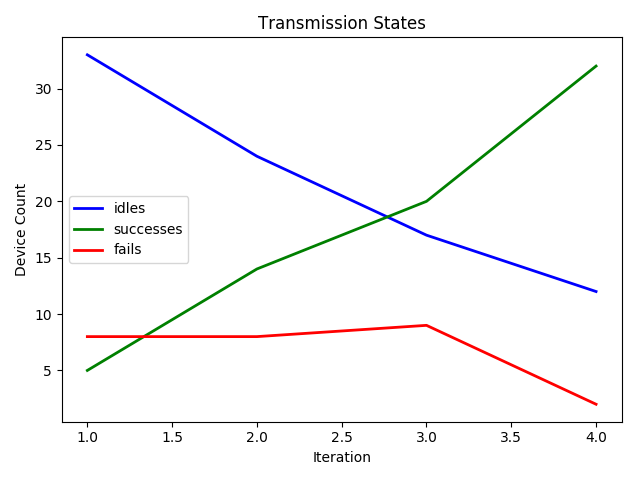 Transmission States
Device Count
30
25
20
15
10
5
idles
successes
fails
1.0 1.5 2.0 2.5 3.0 3.5 4.0
Iteration